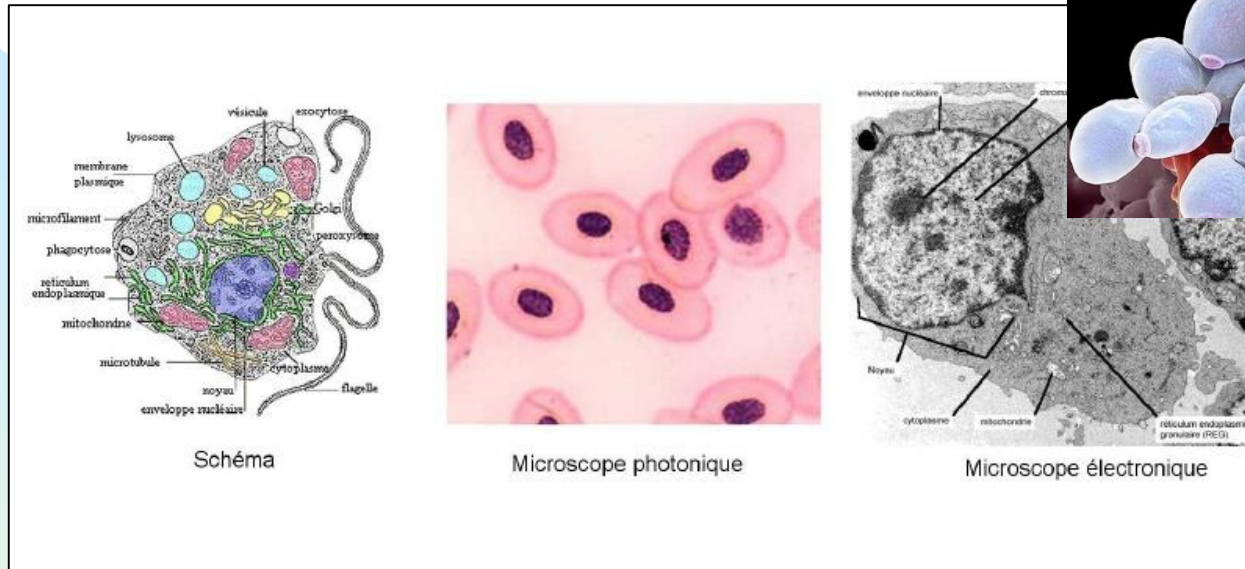 vésicule
exocytose
lysosome
membrane
plasmique
microfilament
Golgi
peroxysome
phagocytose
reticulum
endoplasmique
mitochondrie
microtubule
cytoplasme
noyau
flagelle
enveloppe nucléaire
Schéma
Microscope photonique
enveloppe nucléaire
Noyau
cytoplasme
mitochondrie
granulaire (REG)
Microscope électronique